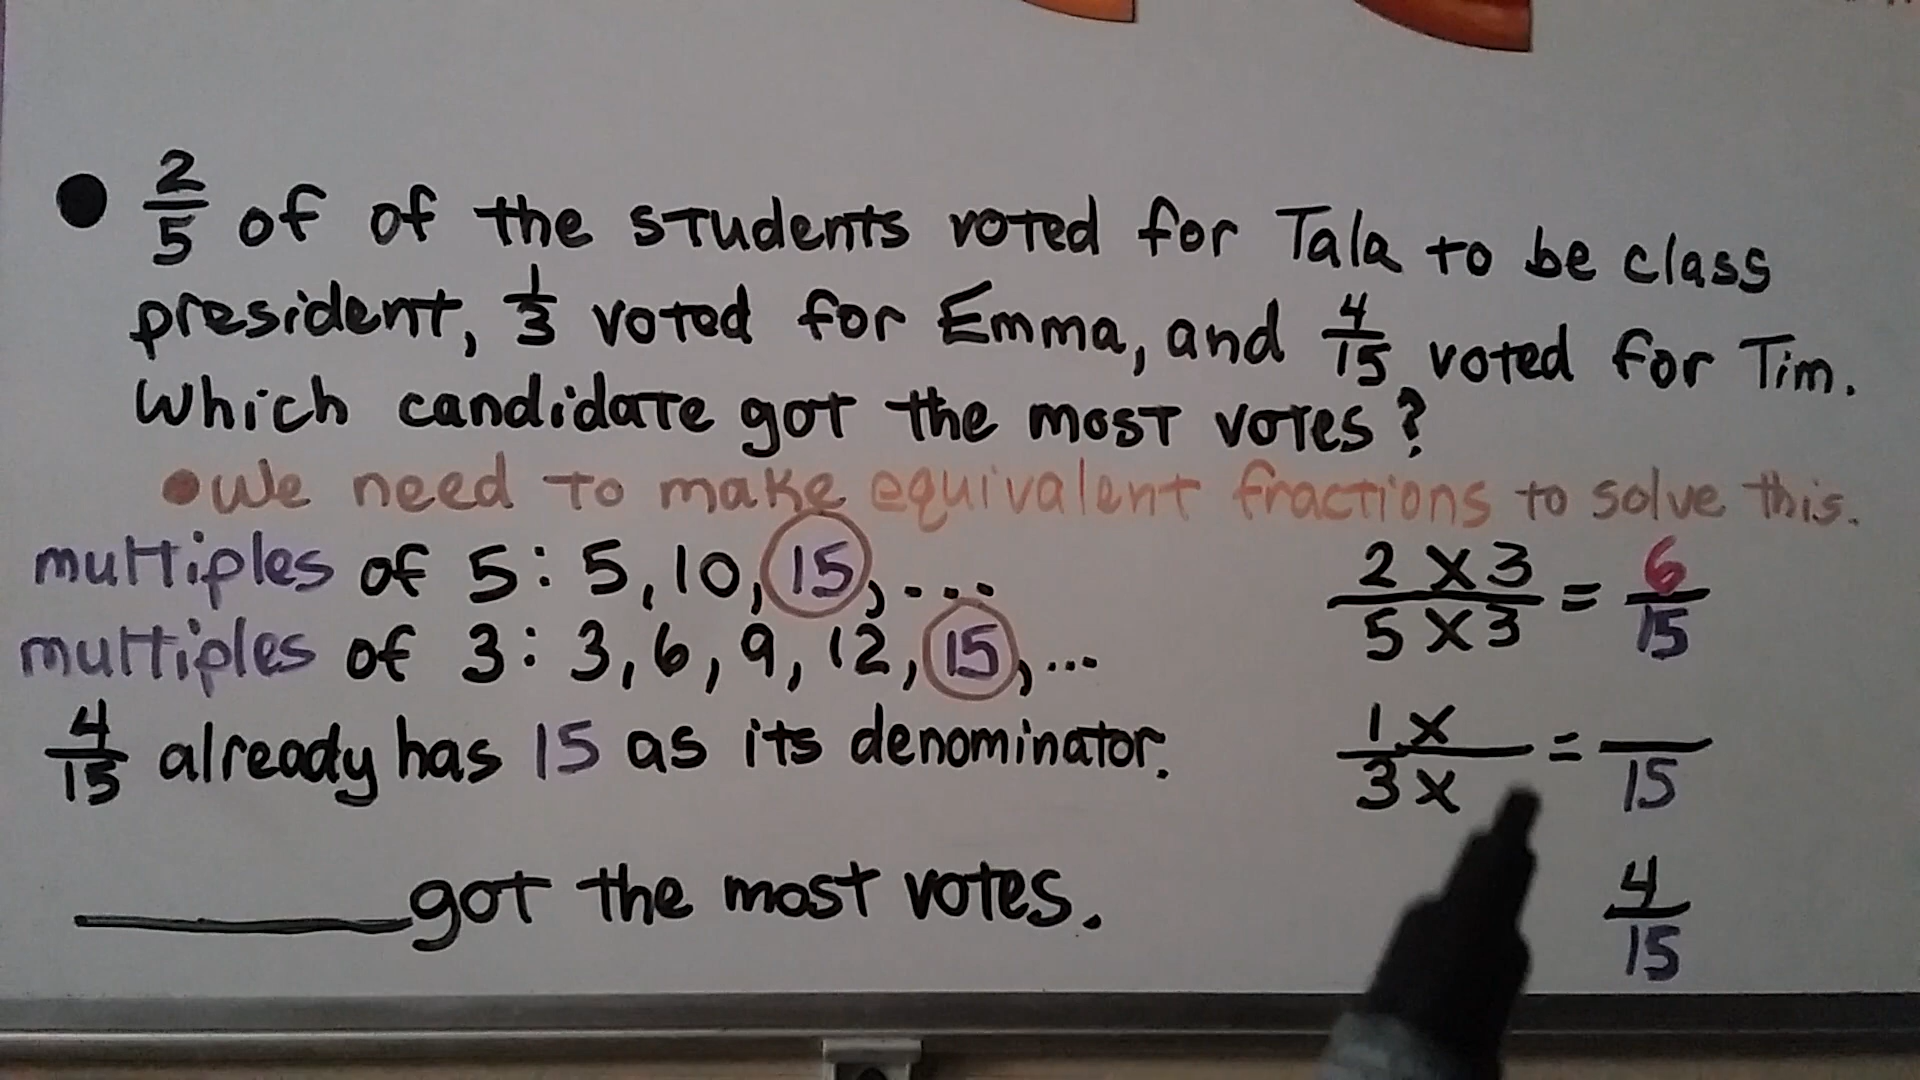 ● 2/5 of of the students voted for Tala to be class
president, 1/3 voted for Emma, and 4/15 voted for Tim.
Which candidate got the most votes?
● We need to make equivalent fractions to solve this.
multiples of 5: 5, 10, 15, ...
multiples of 3: 3, 6, 9, 12, 15, ...
4/15 already has 15 as its denominator.
______ got the most votes.
2 x 3 = 6
5 x 3   15
1 x = __
3 x   15
4/15